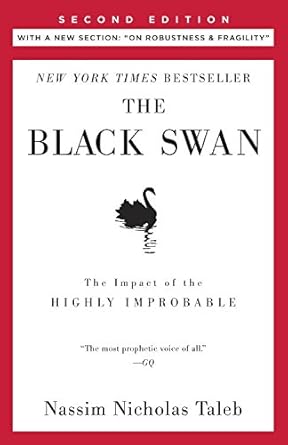 SECOND EDITION
WITH A NEW SECTION: "ON ROBUSTNESS & FRAGILITY"
NEW YORK TIMES BESTSELLER
THE
BLACK SWAN
The Impact of the
HIGHLY IMPROBABLE
"The most prophetic voice of all."
—GQ
Nassim Nicholas Taleb